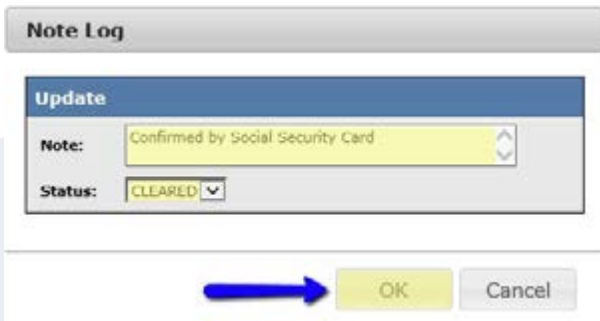 Note Log
Update
Note: Confirmed by Social Security Card
Status: CLEARED
OK Cancel